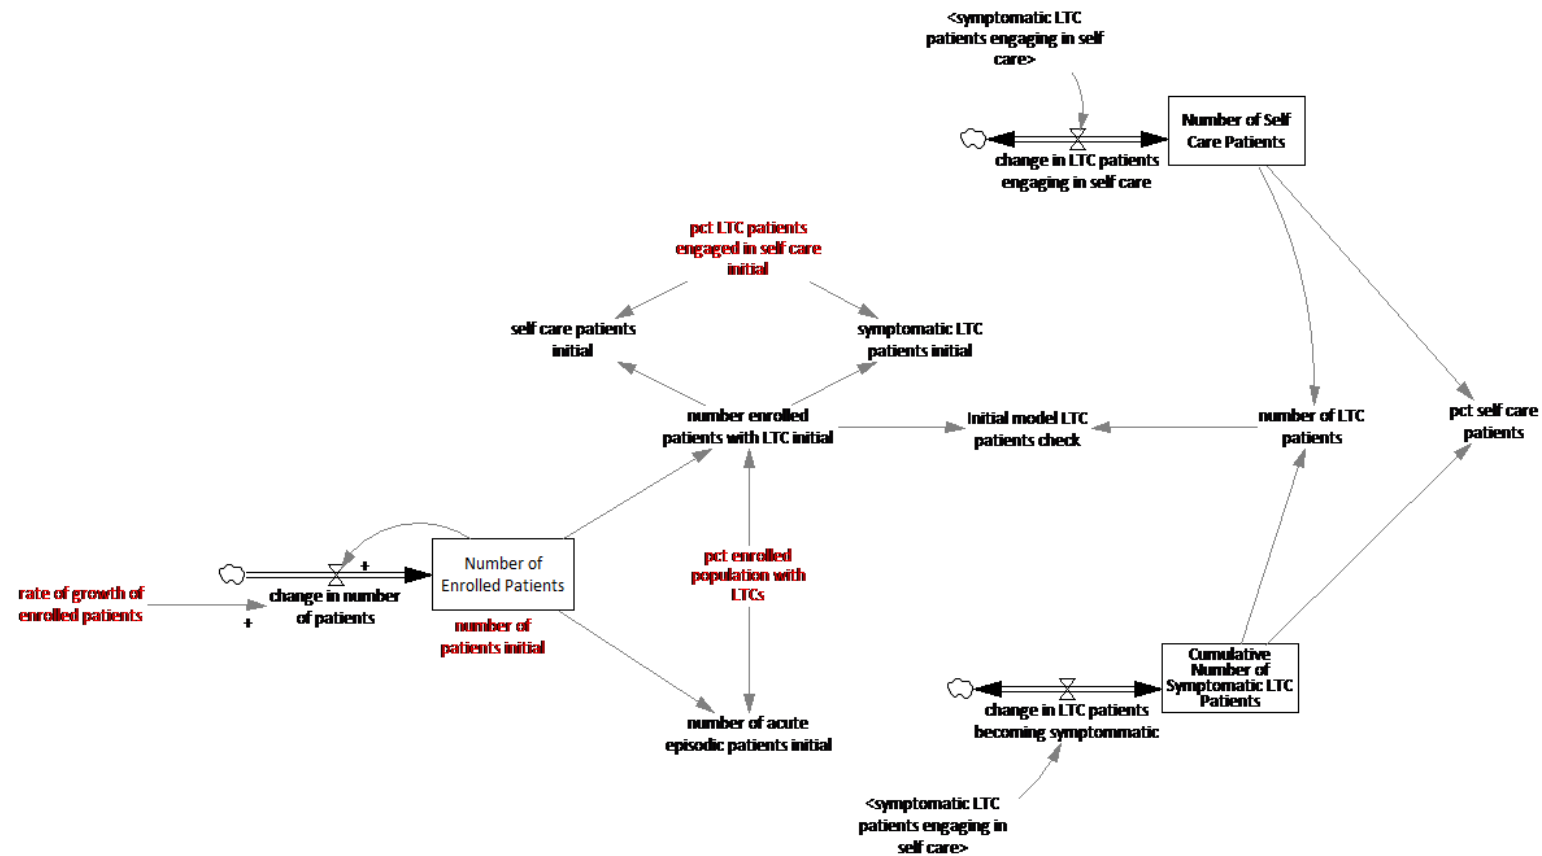 <symptomatic LTC
patients engaging in self
care>
Number of Self
Care Patients
change in LTC patients
engaging in self care
pct LTC patients
engaged in self care
initial
self care patients
initial
symptomatic LTC
patients initial
number enrolled
patients with LTC initial
Initial model LTC
patients check
number of LTC
patients
pct self care
patients
Number of
Enrolled Patients
+
change in number
of patients
rate of growth of
enrolled patients
+
number of
patients initial
pct enrolled
population with
LTCs
Cumulative
Number of
Symptomatic LTC
Patients
change in LTC patients
becoming symptommatic
number of acute
episodic patients initial
<symptomatic LTC
patients engaging in
self care>